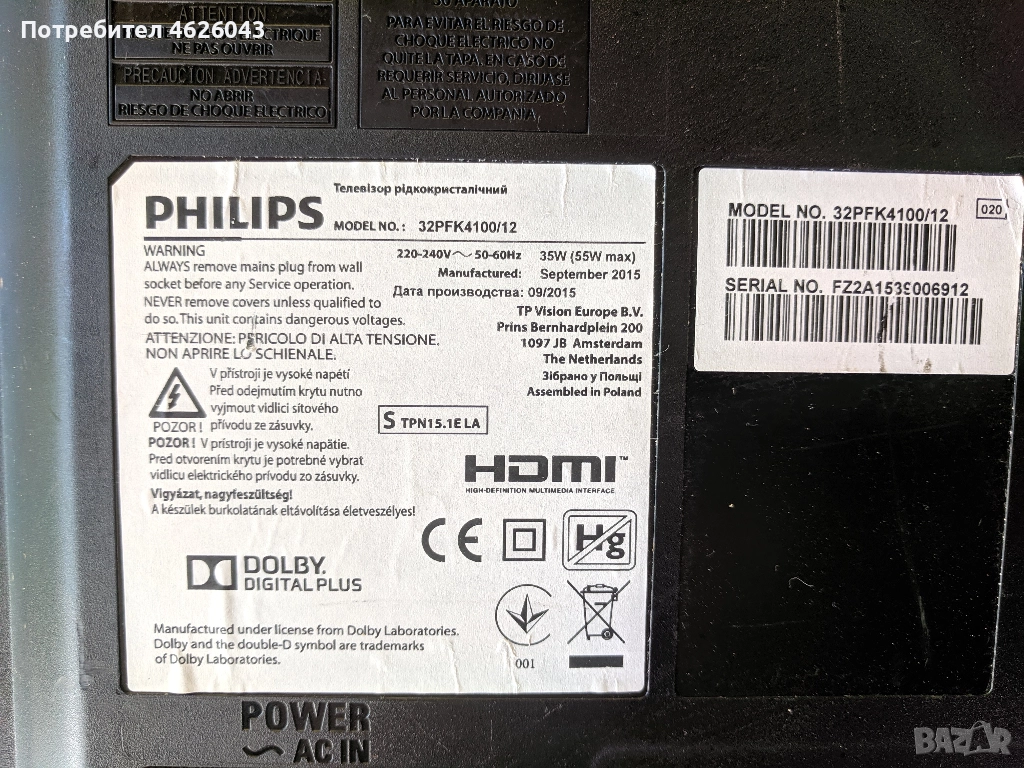 Потребител 4626043
ATTENTION
ÉLECTRIQUE
NE PAS OUVRIR
PRECAUCION ADVERTENCIA
NO ABRIR
RIESGO DE CHOQUE ELECTRICO
SU APARATO
PARA EVITAR EL RIESGO DE
CHOQUE ELECTRICO NO
QUITE LA TAPA. EN CASO DE
REQUERIR SERVICIO, DIRIJASE
AL PERSONAL AUTORIZADO
POR LA COMPAÑIA
Телевізор рідкокристалічний
PHILIPS MODEL NO.: 32PFK4100/12
220-240V～50-60Hz 35W (55W max)
Manufactured: September 2015
Дата производства: 09/2015
WARNING
ALWAYS remove mains plug from wall
socket before any Service operation.
NEVER remove covers unless qualified to
do so. This unit contains dangerous voltages.
ATTENZIONE: PERICOLO DI ALTA TENSIONE.
NON APRIRE LO SCHIENALE.
TP Vision Europe B.V.
Prins Bernhardplein 200
1097 JB Amsterdam
The Netherlands
Зібрано у Польщі
Assembled in Poland
V přístroji je vysoké napětí
Před odejmutím krytu nutno
vyjmout vidlici síťového
POZOR! přívodu ze zásuvky.
POZOR! V prístroji je vysoké napätie.
Pred otvorením krytu je potrebné vybrat
vidlicu elektrického prívodu zo zásuvky.
Vigyázat, nagyfeszültség!
A készülek burkolatának eltávolítása életveszélyes!
S TPN15.1E LA
HDMI™
HIGH-DEFINITION MULTIMEDIA INTERFACE
CE
Hg
DOLBY.
DIGITAL PLUS
Manufactured under license from Dolby Laboratories.
Dolby and the double-D symbol are trademarks
of Dolby Laboratories.
001
MODEL NO. 32PFK4100/12
020
SERIAL NO. FZ2A1539006912
POWER
～ AC IN
BAZAR